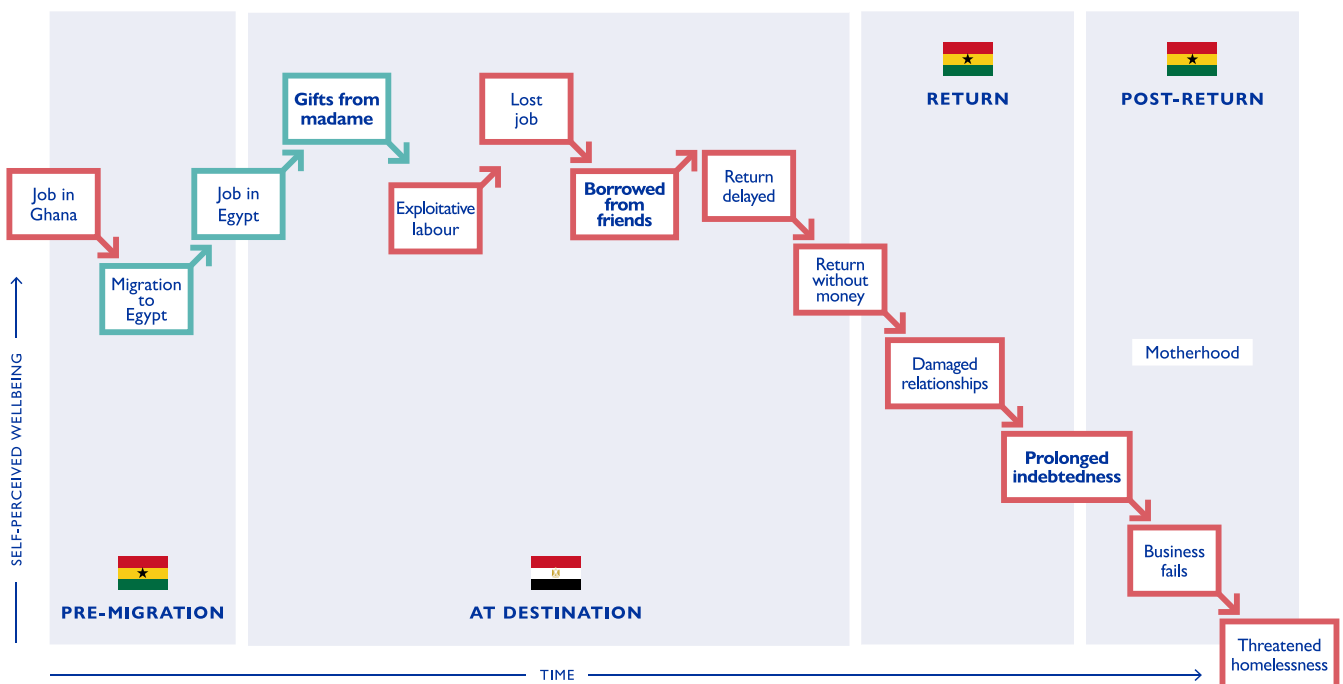 RETURN
POST-RETURN
Gifts from
madame
Lost
job
Job in
Ghana
Job in
Egypt
Exploitative
labour
Borrowed
from
friends
Return
delayed
Migration
to
Egypt
Return
without
money
Damaged
relationships
Motherhood
Prolonged
indebtedness
Business
fails
Threatened
homelessness
SELF-PERCEIVED WELLBEING
PRE-MIGRATION
AT DESTINATION
TIME